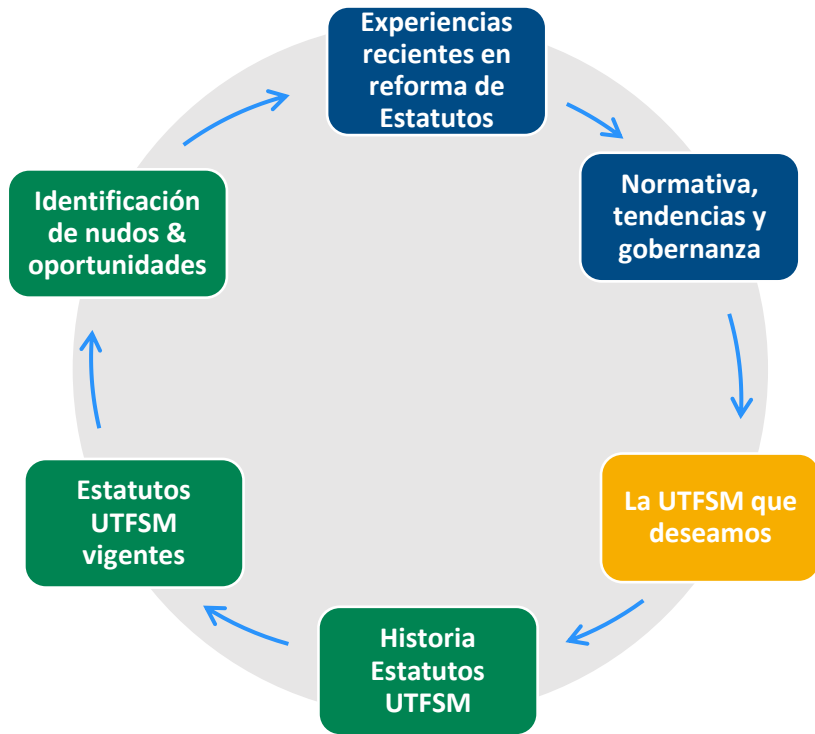 Experiencias
recientes en
reforma de
Estatutos
Normativa,
tendencias y
gobernanza
La UTFSM que
deseamos
Historia
Estatutos
UTFSM
Estatutos
UTFSM
vigentes
Identificación
de nudos &
oportunidades